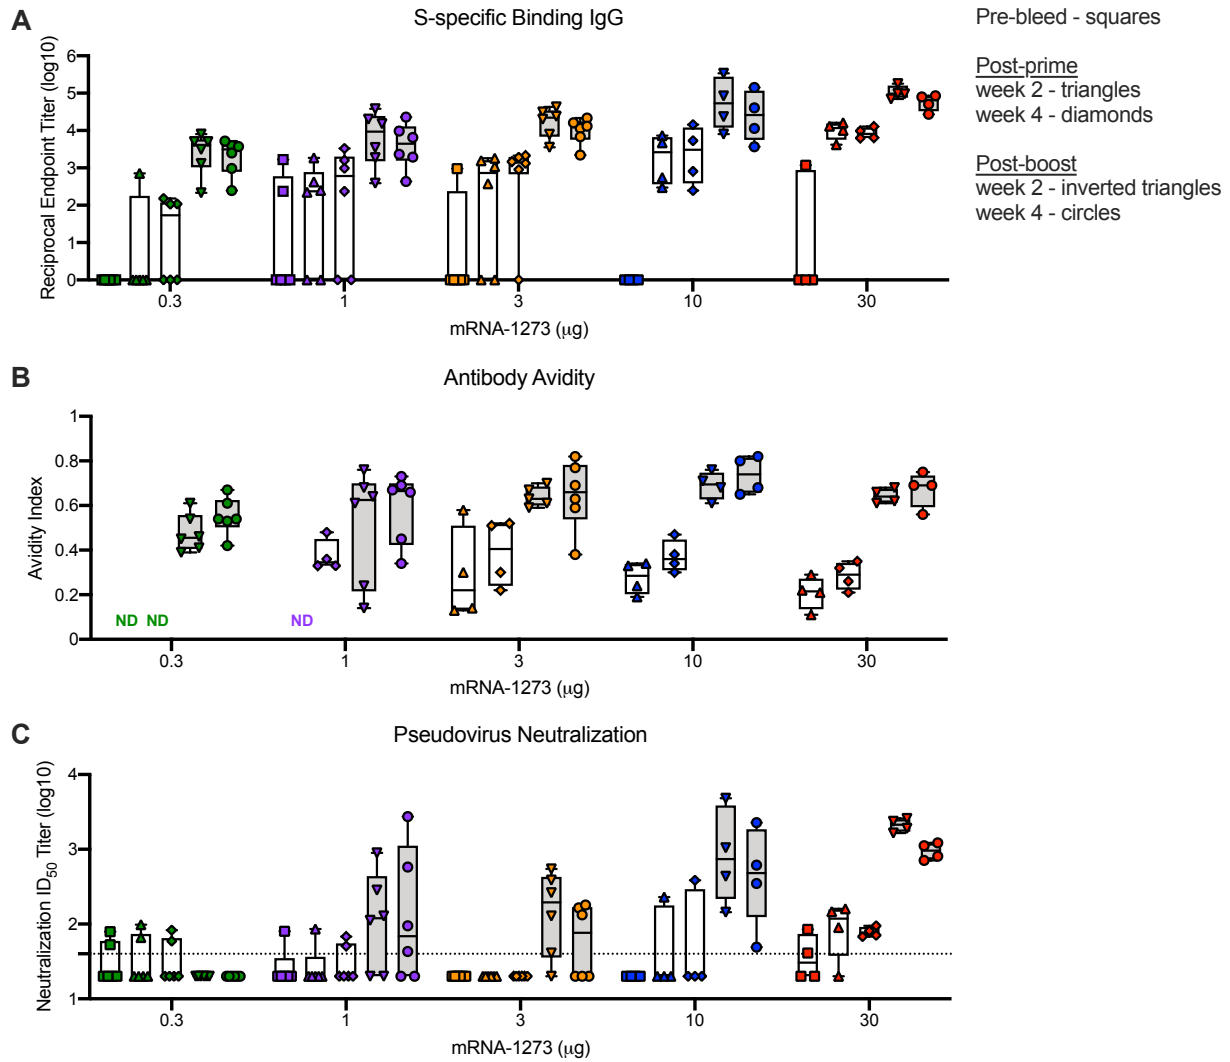 A
S-specific Binding IgG
Reciprocal Endpoint Titer (log10)
6
5
4
3
2
1
0
0.3 1 3 10 30
mRNA-1273 (μg)
Pre-bleed - squares
Post-prime
week 2 - triangles
week 4 - diamonds
Post-boost
week 2 - inverted triangles
week 4 - circles
B
Antibody Avidity
Avidity Index
1
0.8
0.6
0.4
0.2
0
ND ND ND
0.3 1 3 10 30
mRNA-1273 (μg)
C
Pseudovirus Neutralization
Neutralization ID50 Titer (log10)
4
3
2
1
0.3 1 3 10 30
mRNA-1273 (μg)